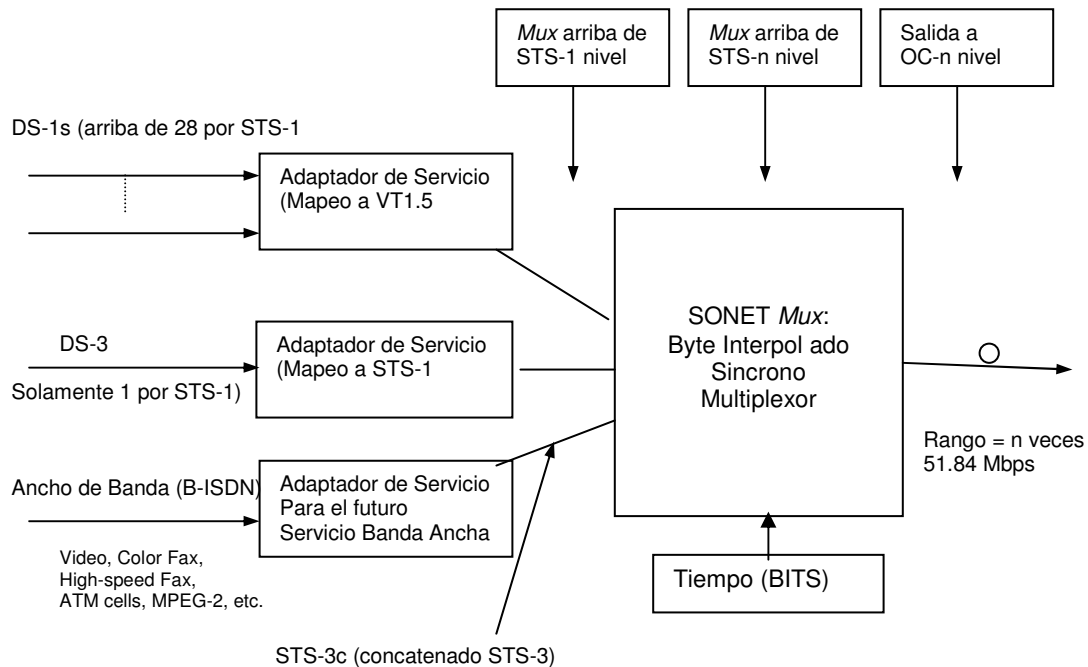 Mux arriba de
STS-1 nivel
Mux arriba de
STS-n nivel
Salida a
OC-n nivel
DS-1s (arriba de 28 por STS-1
Adaptador de Servicio
(Mapeo a VT1.5
DS-3
Solamente 1 por STS-1)
Adaptador de Servicio
(Mapeo a STS-1
SONET Mux:
Byte Interpol ado
Sincrono
Multiplexor
Rango = n veces
51.84 Mbps
Ancho de Banda (B-ISDN)
Adaptador de Servicio
Para el futuro
Servicio Banda Ancha
Video, Color Fax,
High-speed Fax,
ATM cells, MPEG-2, etc.
Tiempo (BITS)
STS-3c (concatenado STS-3)